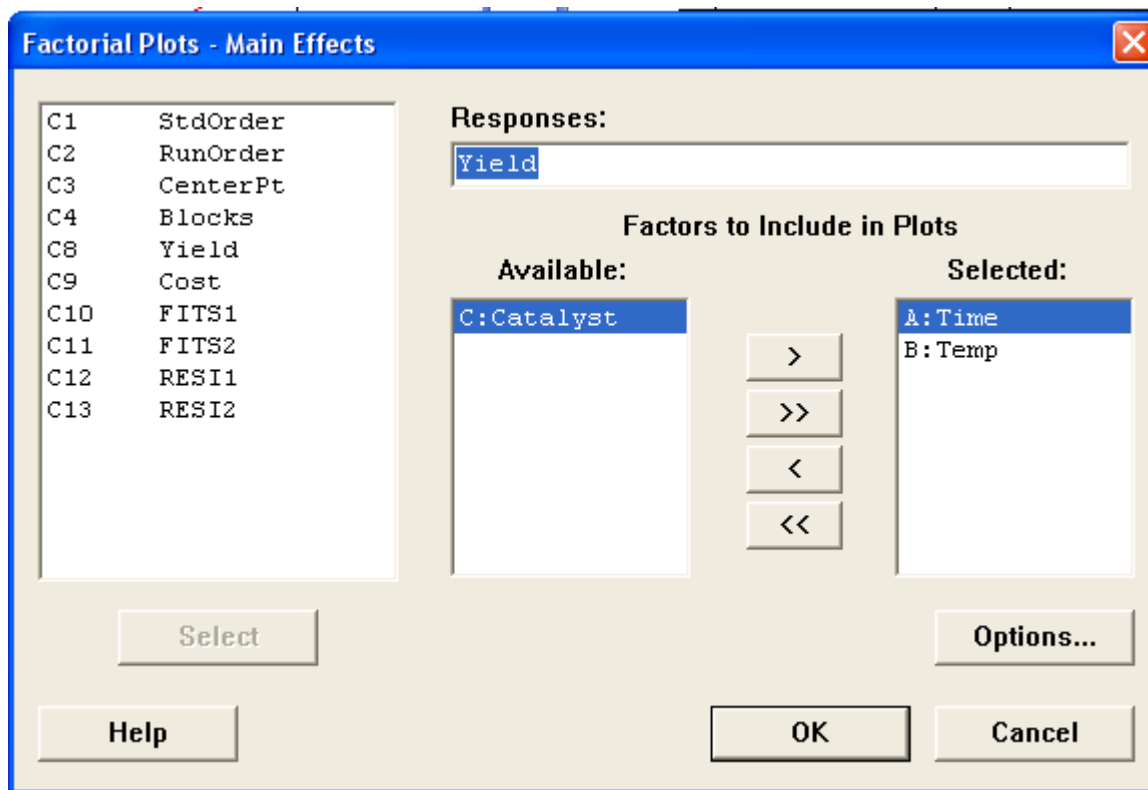 Factorial Plots - Main Effects
C1 StdOrder
C2 RunOrder
C3 CenterPt
C4 Blocks
C8 Yield
C9 Cost
C10 FITS1
C11 FITS2
C12 RESI1
C13 RESI2
Select
Help
Responses:
Yield
Factors to Include in Plots
Available:
C:Catalyst
>
>>
<
<<
Selected:
A:Time
B:Temp
Options...
OK
Cancel